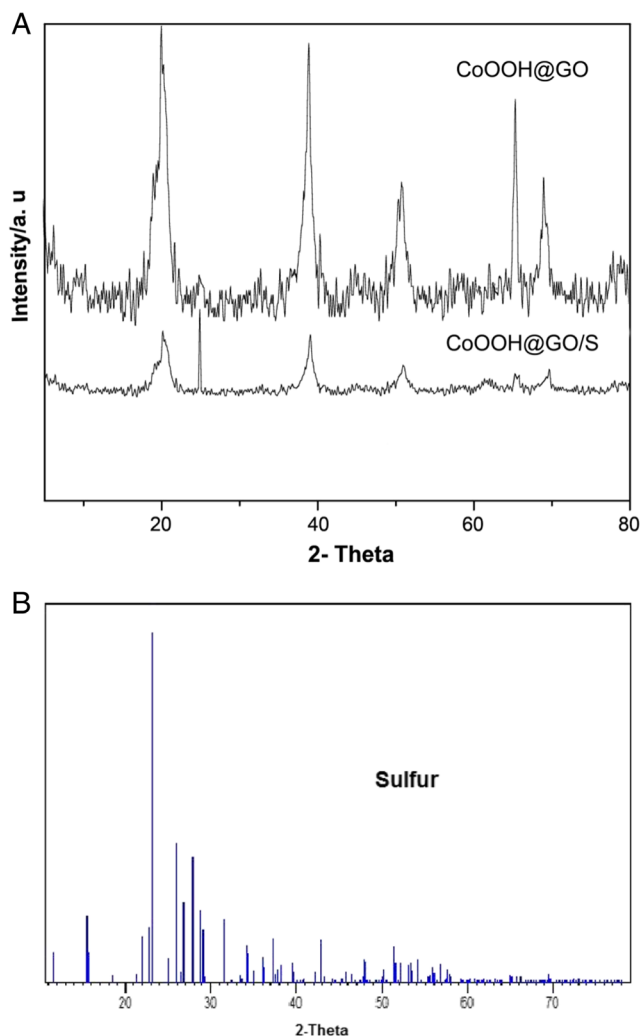 A
CoOOH@GO
Intensity/a. u
CoOOH@GO/S
20 40 60 80
2- Theta
B
Sulfur
20 30 40 50 60 70
2-Theta